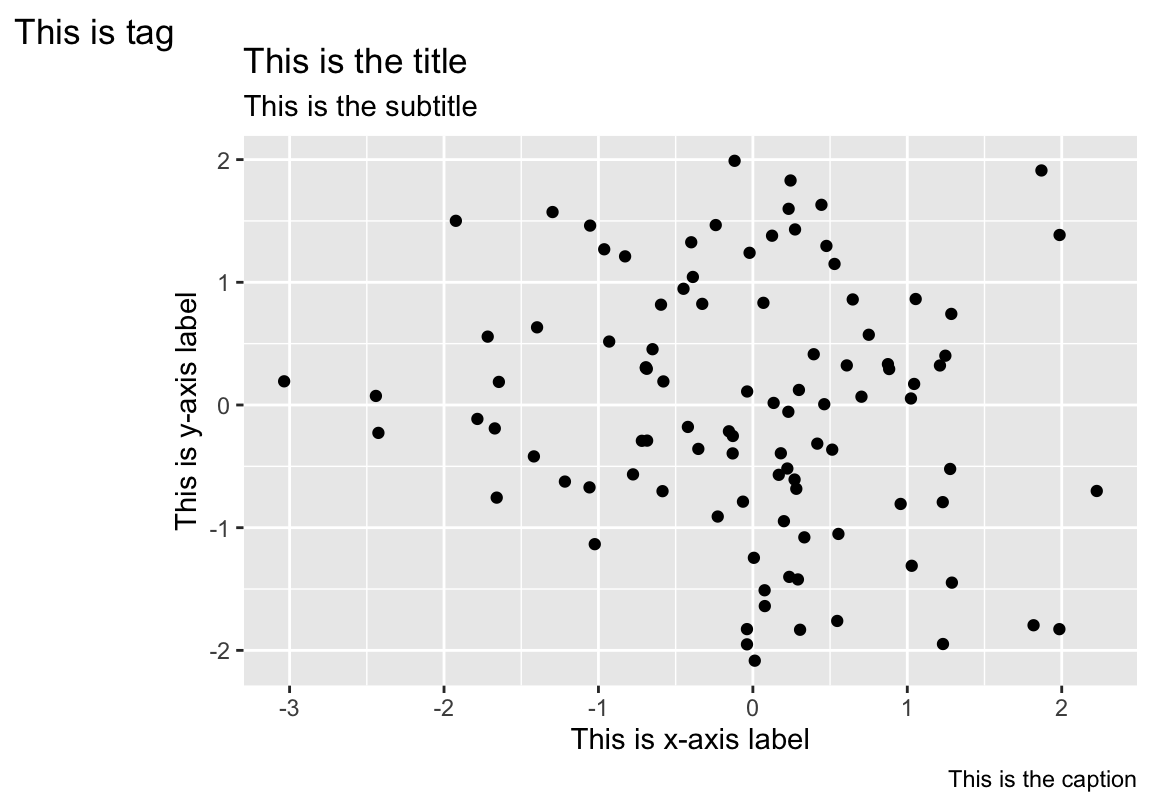 This is tag
This is the title
This is the subtitle
This is y-axis label
2
1
0
-1
-2
-3 -2 -1 0 1 2
This is x-axis label
This is the caption